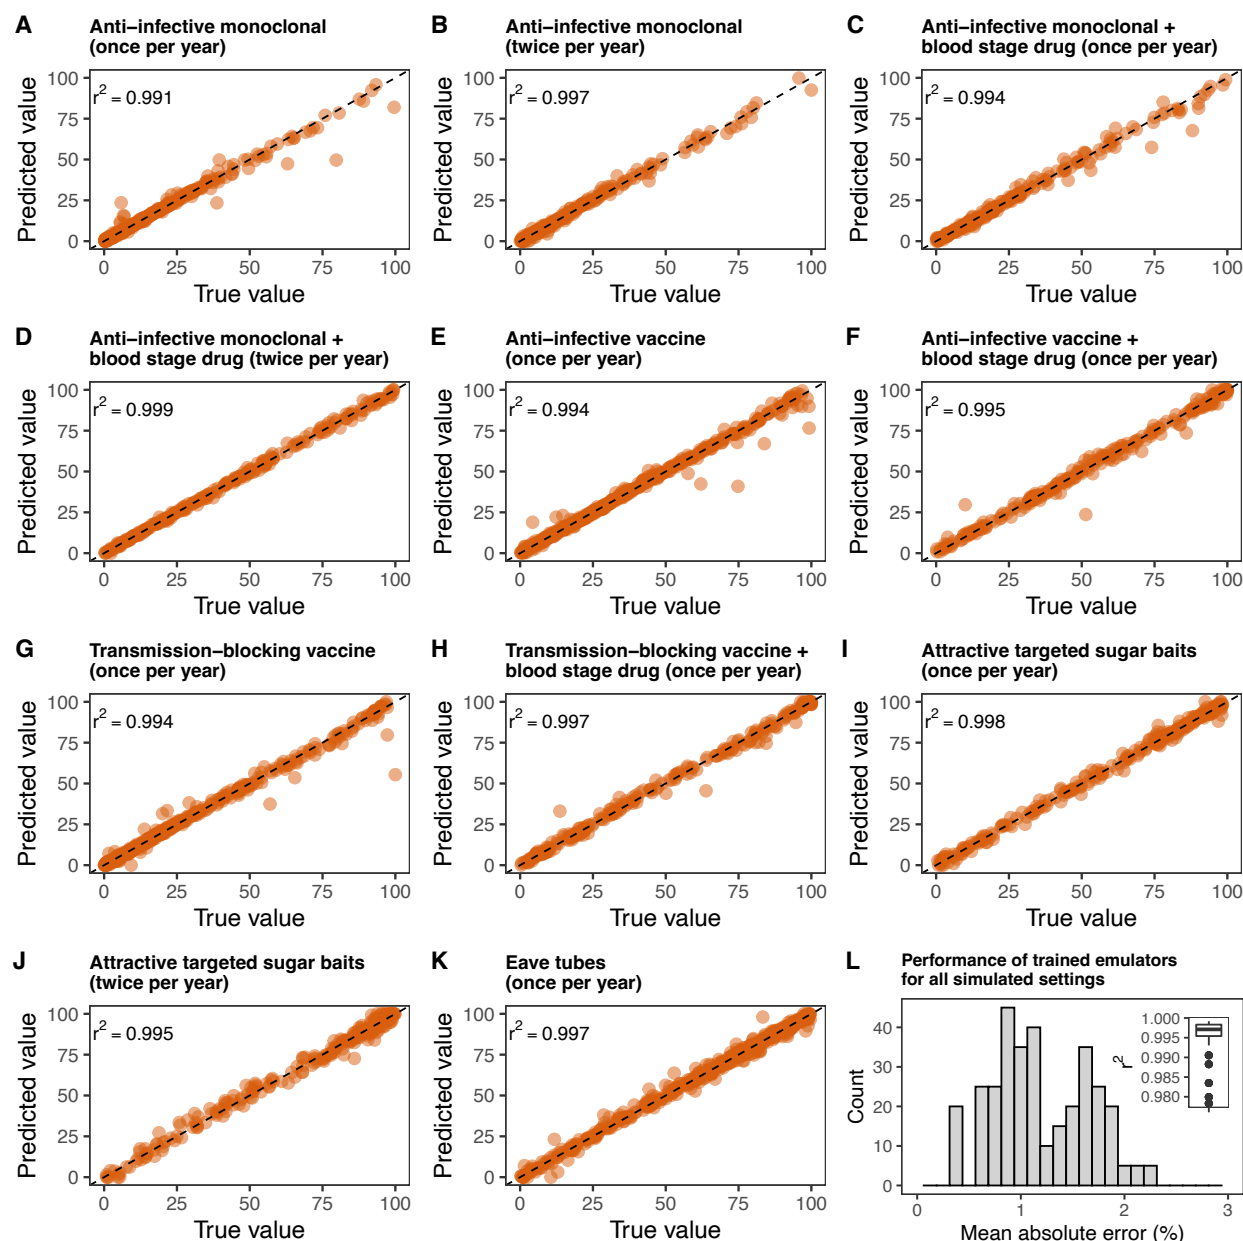 A
Anti–infective monoclonal
(once per year)
r² = 0.991
Predicted value
100
75
50
25
0
0 25 50 75 100
True value
B
Anti–infective monoclonal
(twice per year)
r² = 0.997
Predicted value
100
75
50
25
0
0 25 50 75 100
True value
C
Anti–infective monoclonal +
blood stage drug (once per year)
r² = 0.994
Predicted value
100
75
50
25
0
0 25 50 75 100
True value
D
Anti–infective monoclonal +
blood stage drug (twice per year)
r² = 0.999
Predicted value
100
75
50
25
0
0 25 50 75 100
True value
E
Anti–infective vaccine
(once per year)
r² = 0.994
Predicted value
100
75
50
25
0
0 25 50 75 100
True value
F
Anti–infective vaccine +
blood stage drug (once per year)
r² = 0.995
Predicted value
100
75
50
25
0
0 25 50 75 100
True value
G
Transmission–blocking vaccine
(once per year)
r² = 0.994
Predicted value
100
75
50
25
0
0 25 50 75 100
True value
H
Transmission–blocking vaccine +
blood stage drug (once per year)
r² = 0.997
Predicted value
100
75
50
25
0
0 25 50 75 100
True value
I
Attractive targeted sugar baits
(once per year)
r² = 0.998
Predicted value
100
75
50
25
0
0 25 50 75 100
True value
J
Attractive targeted sugar baits
(twice per year)
r² = 0.995
Predicted value
100
75
50
25
0
0 25 50 75 100
True value
K
Eave tubes
(once per year)
r² = 0.997
Predicted value
100
75
50
25
0
0 25 50 75 100
True value
L
Performance of trained emulators
for all simulated settings
Count
40
30
20
10
0
0 1 2 3
Mean absolute error (%)
r²
1.000
0.995
0.990
0.985
0.980